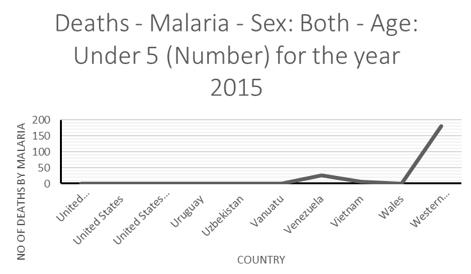 Deaths - Malaria - Sex: Both - Age:
Under 5 (Number) for the year
2015
NO OF DEATHS BY MALARIA
200
150
100
50
0
United...
United States
United States...
Uruguay
Uzbekistan
Vanuatu
Venezuela
Vietnam
Wales
Western...
COUNTRY